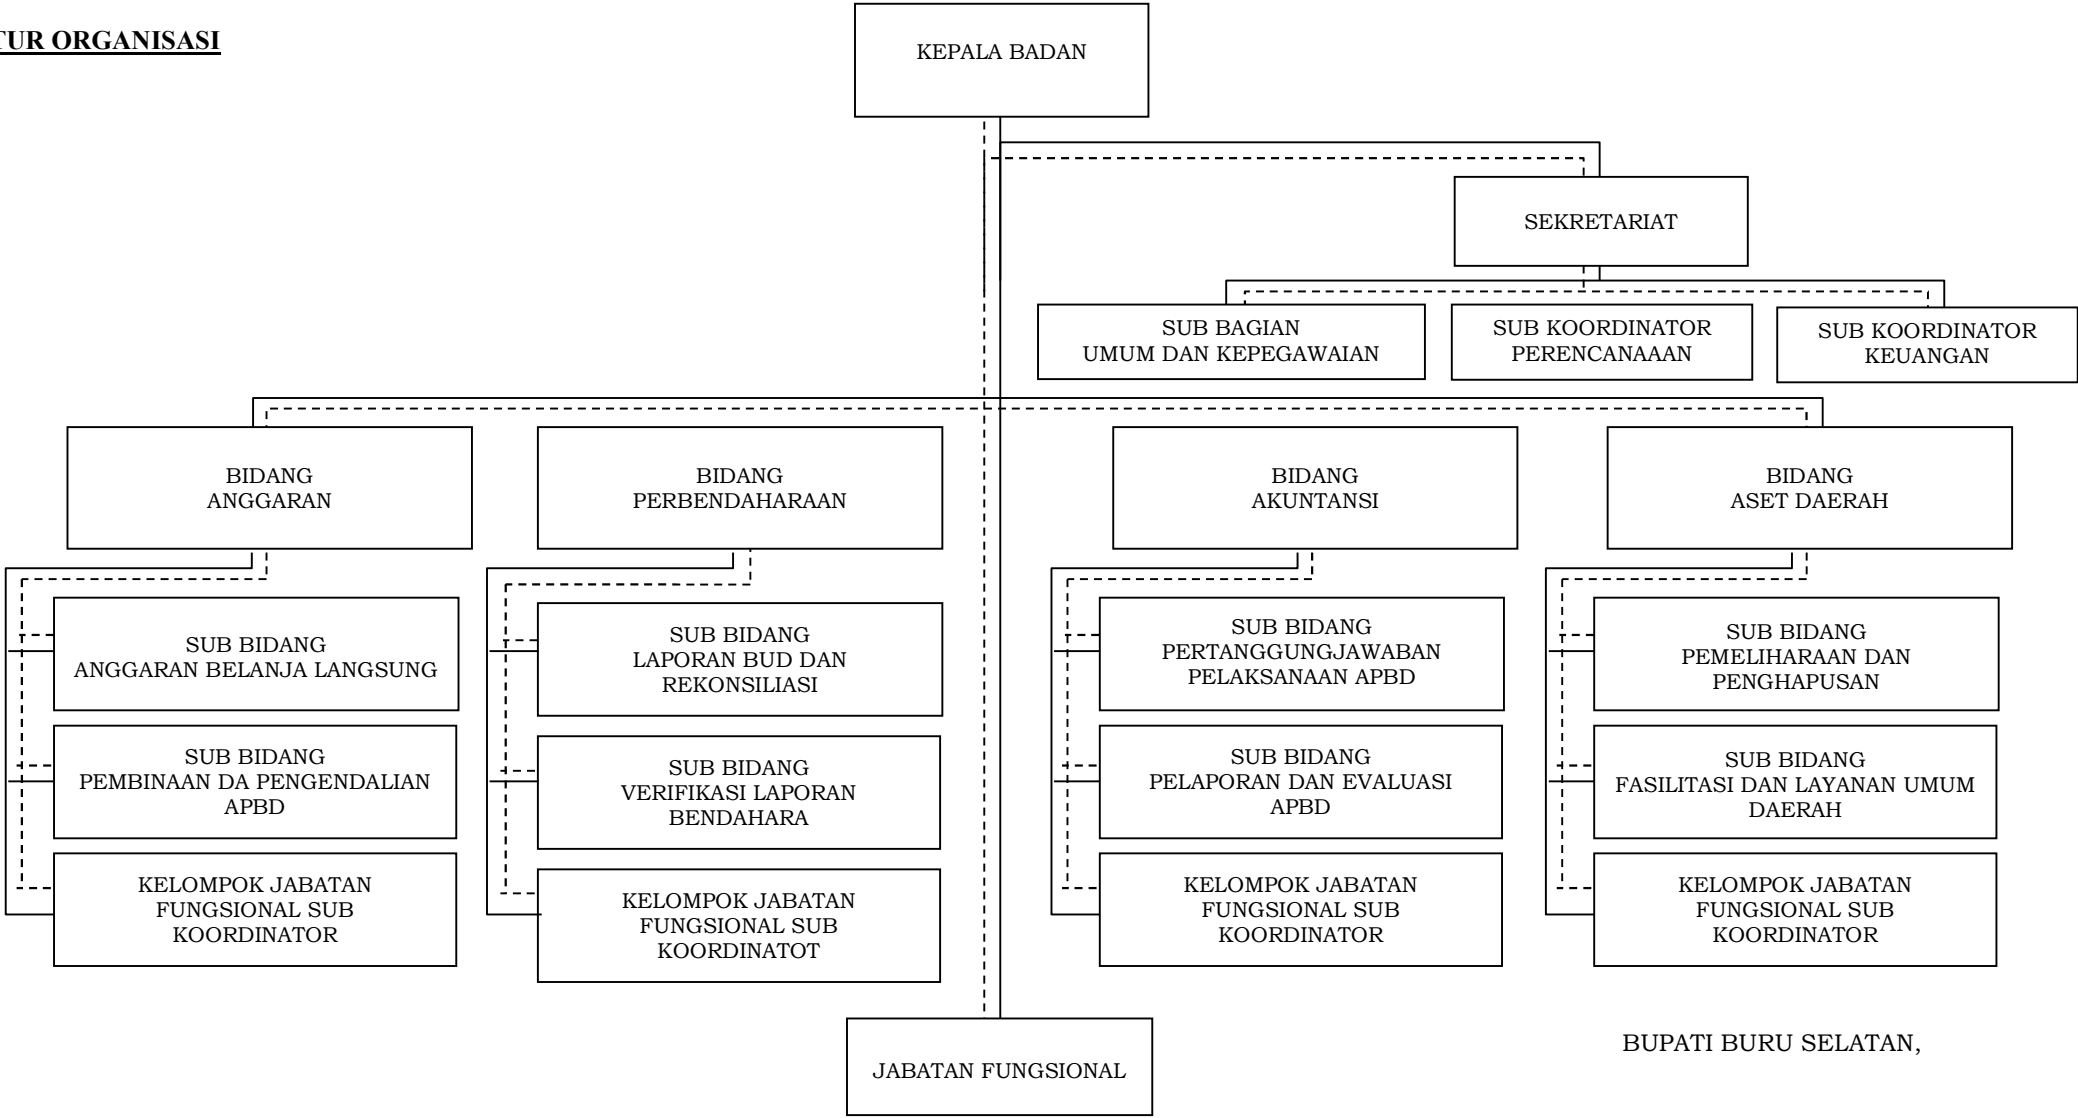 TUR ORGANISASI
KEPALA BADAN
SEKRETARIAT
SUB BAGIAN
UMUM DAN KEPEGAWAIAN
SUB KOORDINATOR
PERENCANAAAN
SUB KOORDINATOR
KEUANGAN
BIDANG
ANGGARAN
BIDANG
PERBENDAHARAAN
BIDANG
AKUNTANSI
BIDANG
ASET DAERAH
SUB BIDANG
ANGGARAN BELANJA LANGSUNG
SUB BIDANG
LAPORAN BUD DAN
REKONSILIASI
SUB BIDANG
PERTANGGUNGJAWABAN
PELAKSANAAN APBD
SUB BIDANG
PEMELIHARAAN DAN
PENGHAPUSAN
SUB BIDANG
PEMBINAAN DA PENGENDALIAN
APBD
SUB BIDANG
VERIFIKASI LAPORAN
BENDAHARA
SUB BIDANG
PELAPORAN DAN EVALUASI
APBD
SUB BIDANG
FASILITASI DAN LAYANAN UMUM
DAERAH
KELOMPOK JABATAN
FUNGSIONAL SUB
KOORDINATOR
KELOMPOK JABATAN
FUNGSIONAL SUB
KOORDINATOT
KELOMPOK JABATAN
FUNGSIONAL SUB
KOORDINATOR
KELOMPOK JABATAN
FUNGSIONAL SUB
KOORDINATOR
JABATAN FUNGSIONAL
BUPATI BURU SELATAN,